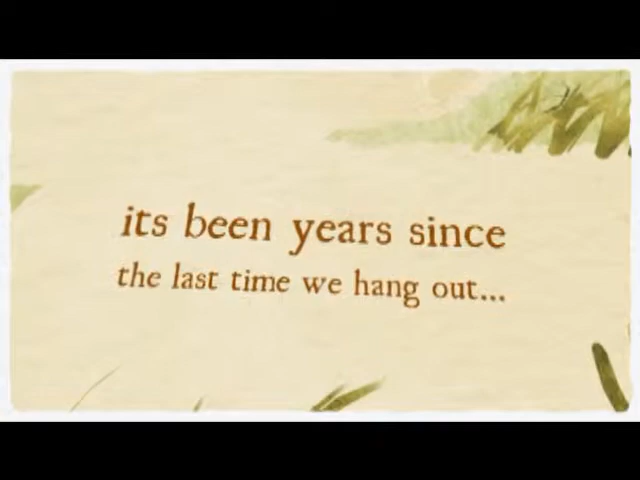 its been years since
the last time we hang out...